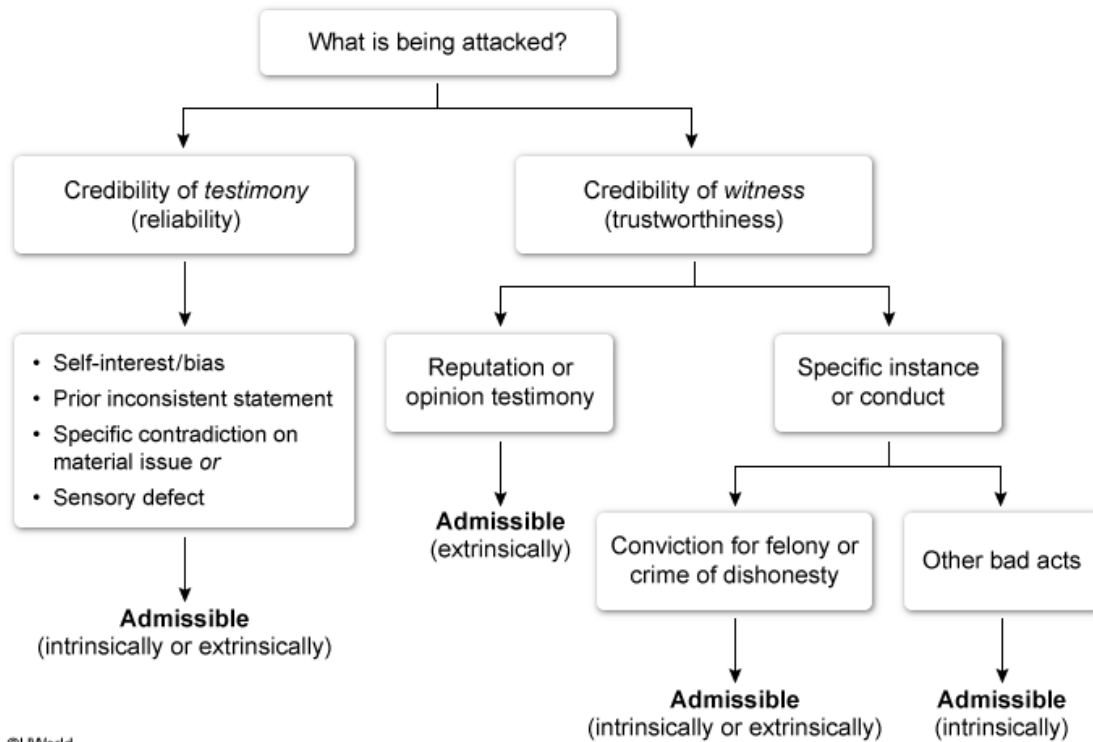 What is being attacked?
Credibility of testimony
(reliability)
Credibility of witness
(trustworthiness)
• Self-interest/bias
• Prior inconsistent statement
• Specific contradiction on
material issue or
• Sensory defect
Reputation or
opinion testimony
Specific instance
or conduct
Admissible
(extrinsically)
Conviction for felony or
crime of dishonesty
Other bad acts
Admissible
(intrinsically or extrinsically)
Admissible
(intrinsically or extrinsically)
Admissible
(intrinsically)